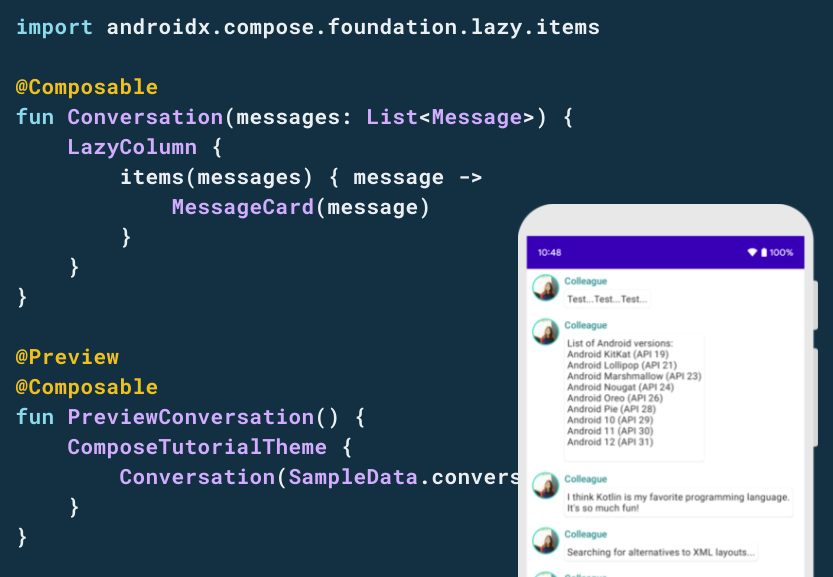 import androidx.compose.foundation.lazy.items
@Composable
fun Conversation(messages: List<Message>) {
LazyColumn {
items(messages) { message ->
MessageCard(message)
}
}
}
@Preview
@Composable
fun PreviewConversation() {
ComposeTutorialTheme {
Conversation(SampleData.convers
}
}
10:48 100%
Colleague
Test...Test...Test...
Colleague
List of Android versions:
Android KitKat (API 19)
Android Lollipop (API 21)
Android Marshmallow (API 23)
Android Nougat (API 24)
Android Oreo (API 26)
Android Pie (API 28)
Android 10 (API 29)
Android 11 (API 30)
Android 12 (API 31)
Colleague
I think Kotlin is my favorite programming language.
It's so much fun!
Colleague
Searching for alternatives to XML layouts...